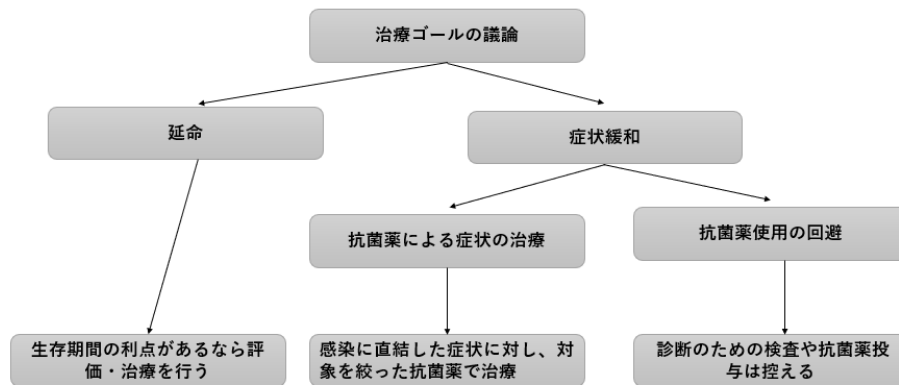 治療ゴールの議論
延命
症状緩和
抗菌薬による症状の治療
抗菌薬使用の回避
生存期間の利点があるなら評
価・治療を行う
感染に直結した症状に対し、対
象を絞った抗菌薬で治療
診断のための検査や抗菌薬投
与は控える